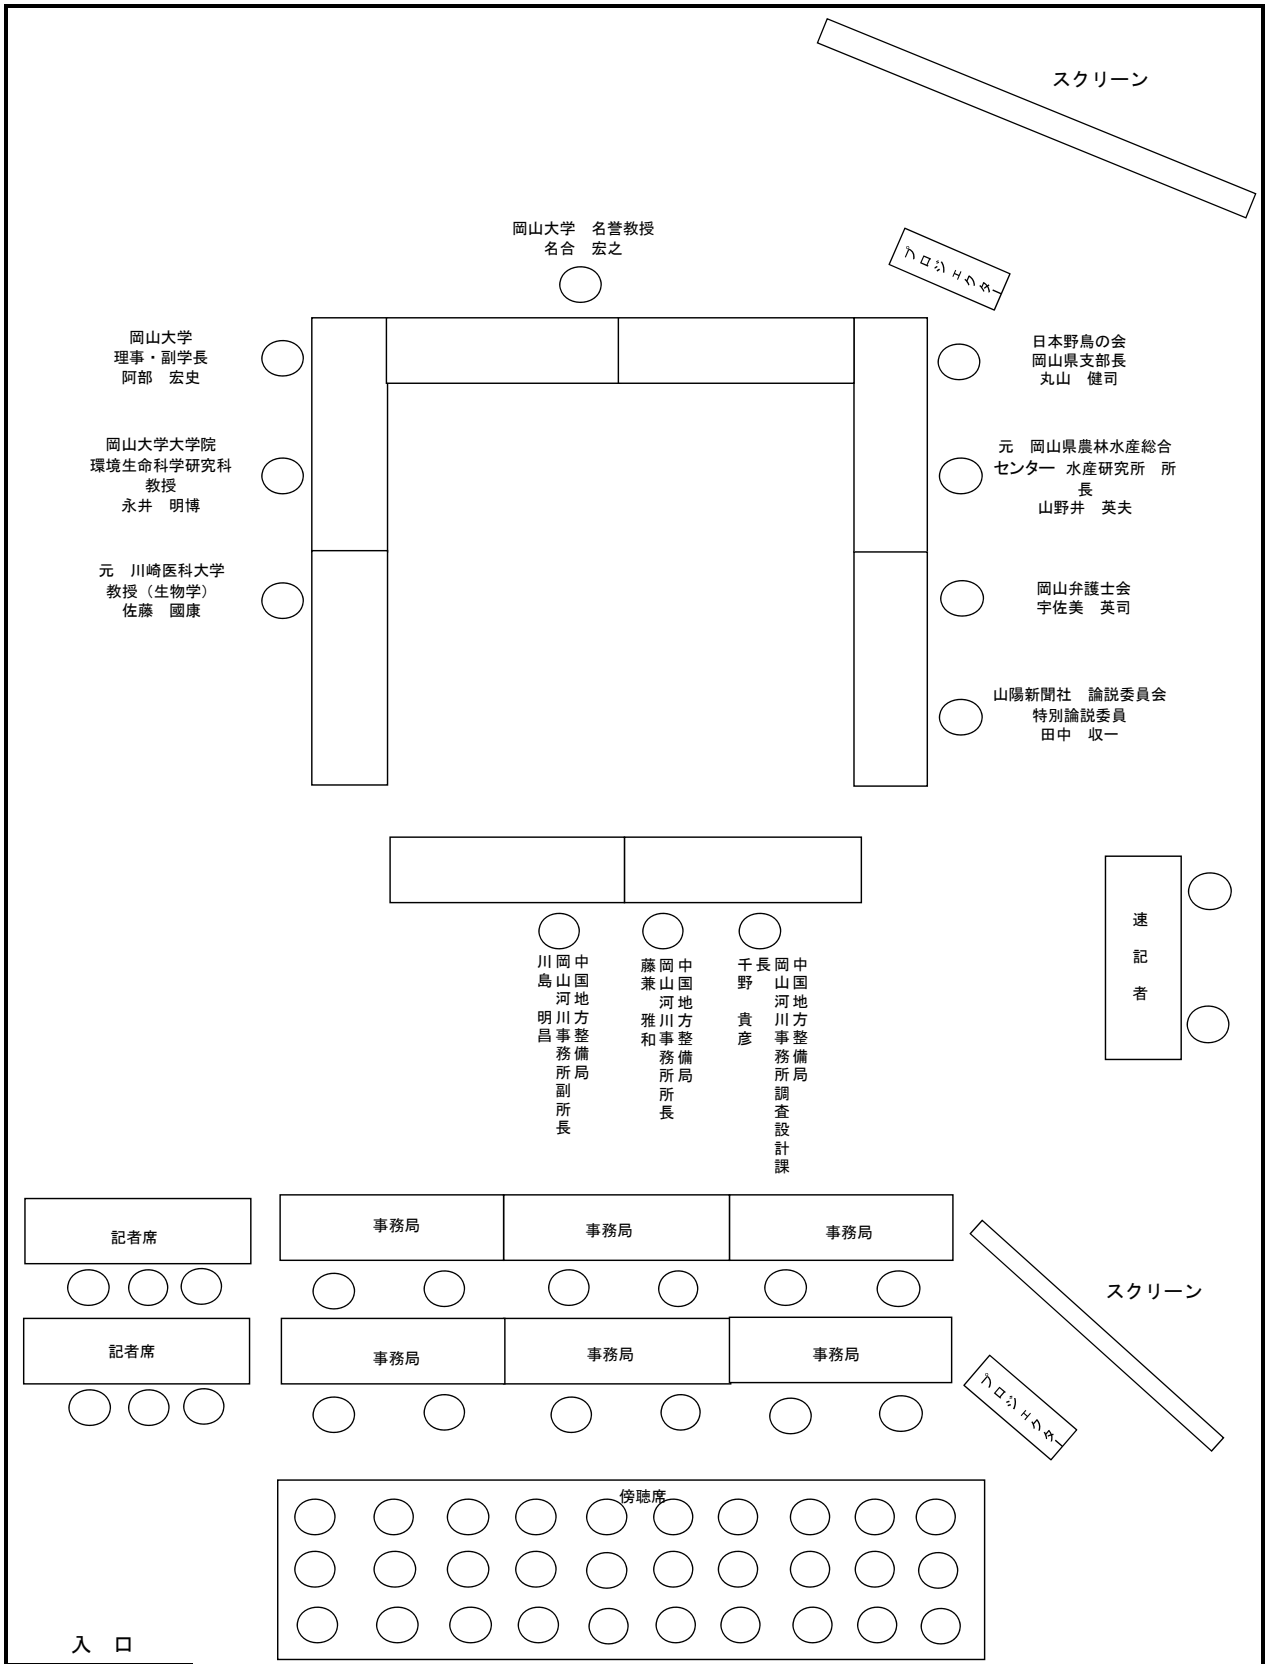 スクリーン
岡山大学　名誉教授
名合　宏之
プロジェクター
岡山大学
理事・副学長
阿部　宏史
日本野鳥の会
岡山県支部長
丸山　健司
岡山大学大学院
環境生命科学研究科
教授
永井　明博
元　岡山県農林水産総合
センター　水産研究所　所
長
山野井　英夫
元　川崎医科大学
教授（生物学）
佐藤　國康
岡山弁護士会
宇佐美　英司
山陽新聞社　論説委員会
特別論説委員
田中　収一
速記者
中国地方整備局
岡山河川事務所調査設計課
長
千野　貴彦
中国地方整備局
岡山河川事務所所長
藤兼　雅和
中国地方整備局
岡山河川事務所副所長
川島　明昌
記者席
事務局
事務局
事務局
スクリーン
記者席
事務局
事務局
事務局
プロジェクター
傍聴席
入　口